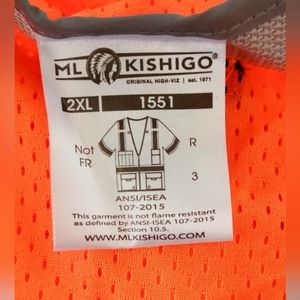 ML KISHIGO
ORIGINAL HIGH-VIZ | est. 1971
2XL 1551
Not R
FR 3
ANSI/ISEA
107-2015
This garment is not flame resistant
as defined by ANSI-ISEA 107-2015
Section 10.5.
WWW.MLKISHIGO.COM